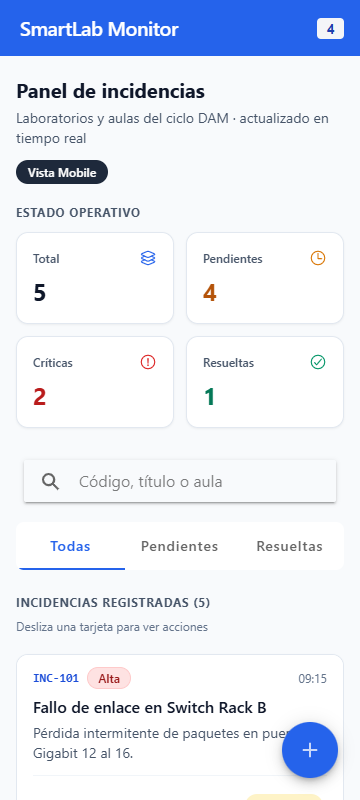 SmartLab Monitor
4
Panel de incidencias
Laboratorios y aulas del ciclo DAM · actualizado en
tiempo real
Vista Mobile
ESTADO OPERATIVO
Total
5
Pendientes
4
Críticas
2
Resueltas
1
Código, título o aula
Todas
Pendientes
Resueltas
INCIDENCIAS REGISTRADAS (5)
Desliza una tarjeta para ver acciones
INC-101
Alta
09:15
Fallo de enlace en Switch Rack B
Pérdida intermitente de paquetes en
Gigabit 12 al 16.